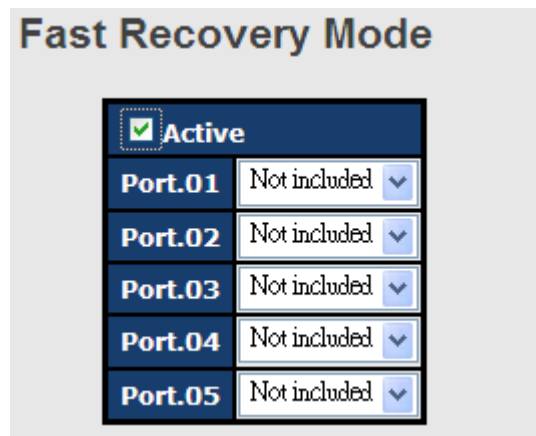 Fast Recovery Mode
Active
Port.01 Not included
Port.02 Not included
Port.03 Not included
Port.04 Not included
Port.05 Not included